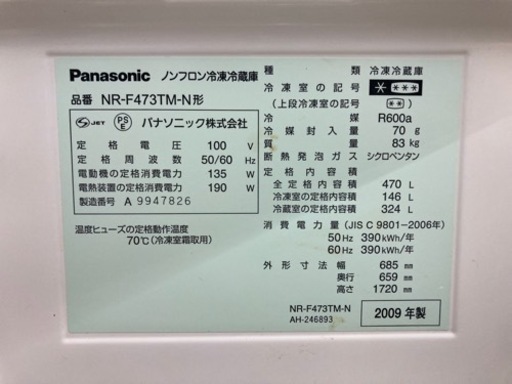 Panasonic ノンフロン冷凍冷蔵庫
品番 NR-F473TM-N形
S JET PS E パナソニック株式会社
定格電圧 100 V
定格周波数 50/60 Hz
電動機の定格消費電力 135 W
電熱装置の定格消費電力 190 W
製造番号 A 9947826
温度ヒューズの定格動作温度
70℃(冷凍室霜取用)
種類 冷凍冷蔵庫
冷凍室の記号 * ***
(上段冷凍室の記号 **)
冷媒 R600a
冷媒封入量 70 g
質量 83 kg
断熱発泡ガス シクロペンタン
定格内容積
全定格内容積 470 L
冷凍室の定格内容積 146 L
冷蔵室の定格内容積 324 L
消費電力量(JIS C 9801-2006年)
50 Hz 390 kWh/年
60 Hz 390 kWh/年
外形寸法 幅 685 mm
奥行 659 mm
高さ 1720 mm
NR-F473TM-N
AH-246893
2009 年製